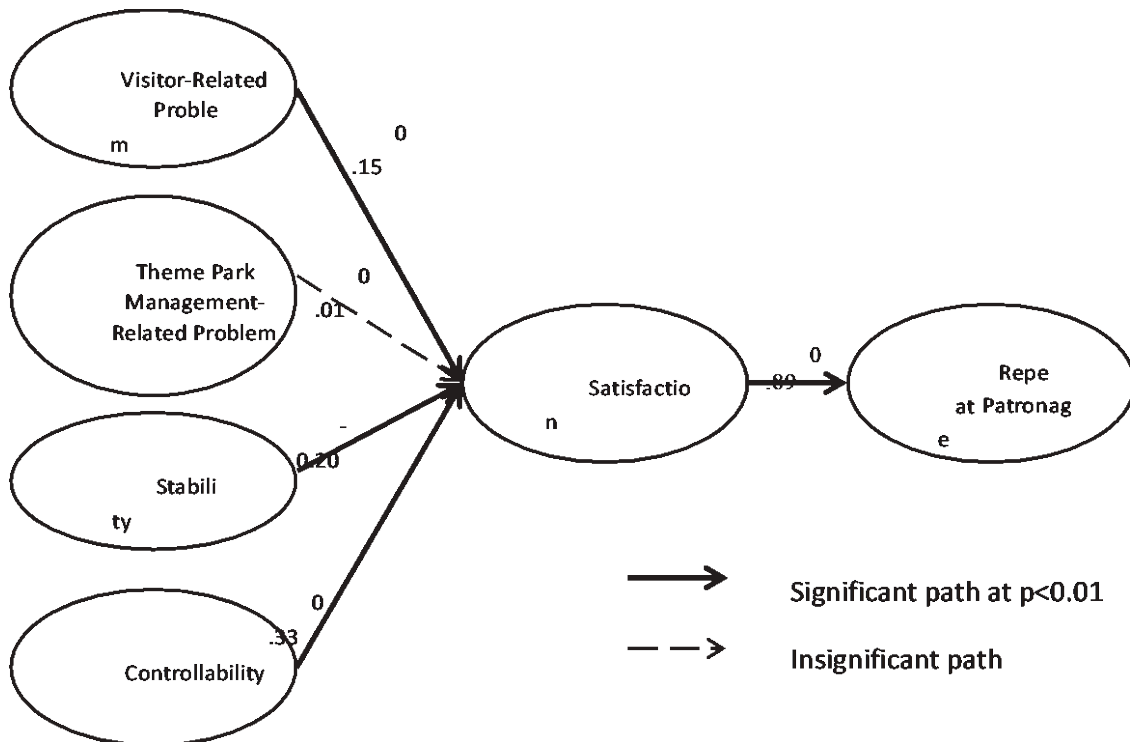 Visitor-Related
Proble
m
0
.15
Theme Park
Management-
Related Problem
0
.01
Satisfactio
n
0
.89
Repe
at Patronag
e
-
0.20
Stabili
ty
0
.33
Controllability
Significant path at p<0.01
Insignificant path